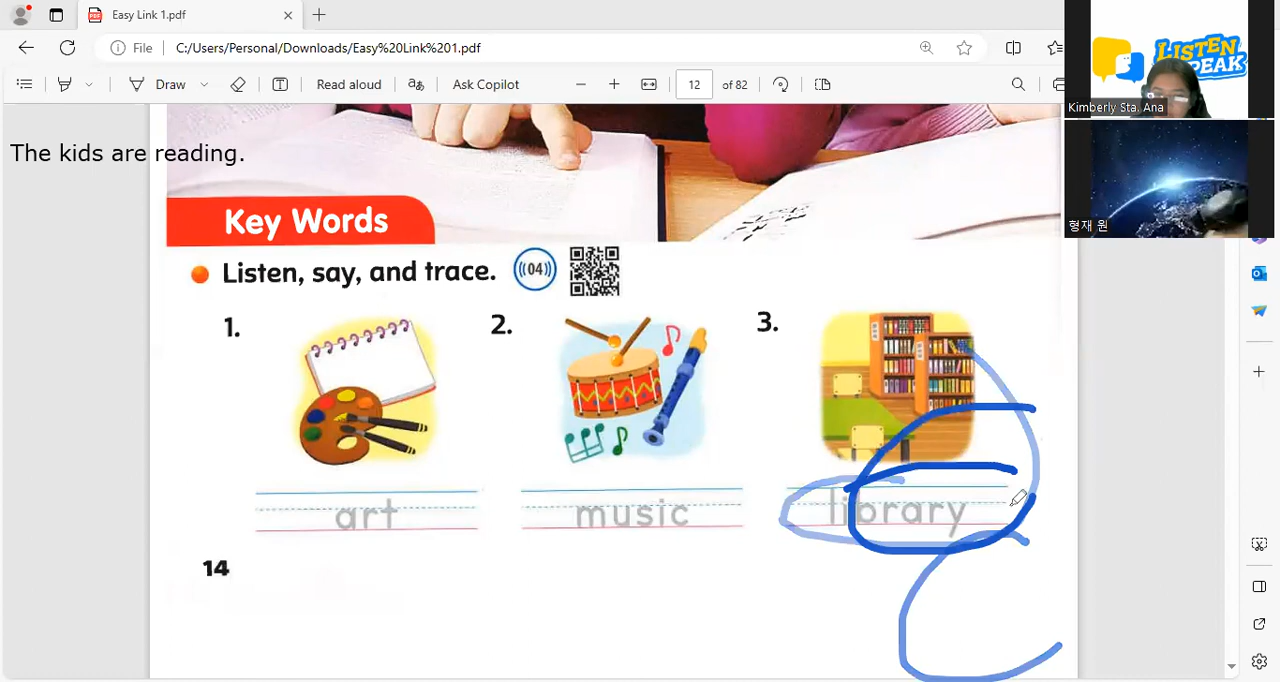 Easy Link 1.pdf
File
C:/Users/Personal/Downloads/Easy%20Link%201.pdf
Draw
Read aloud
Ask Copilot
12
of 82
LISTEN
PEAK
Kimberly Sta. Ana
형재 원
The kids are reading.
Key Words
Listen, say, and trace.
04
1.
2.
3.
art
music
library
14